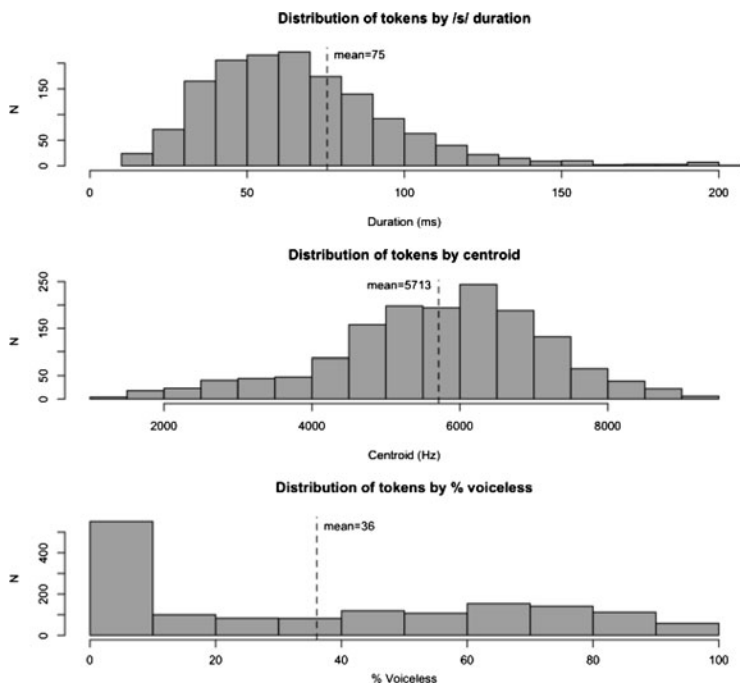 Distribution of tokens by /s/ duration
mean=75
N
0 50 150
0 50 100 150 200
Duration (ms)
Distribution of tokens by centroid
mean=5713
N
0 50 150 250
2000 4000 6000 8000
Centroid (Hz)
Distribution of tokens by % voiceless
mean=36
N
0 200 400
0 20 40 60 80 100
% Voiceless